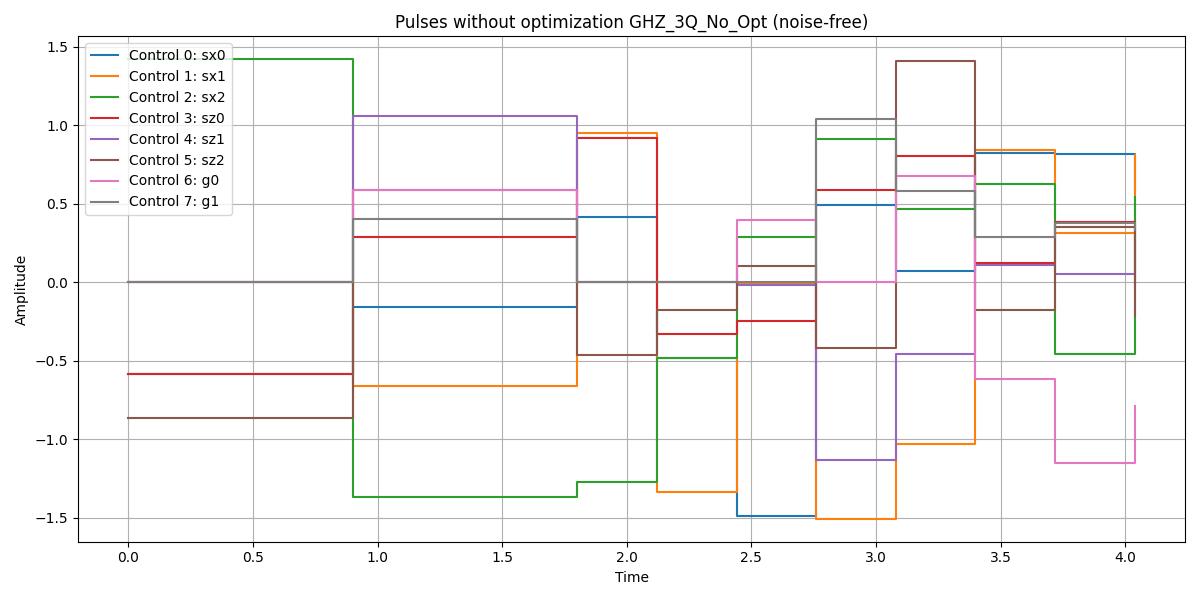 Pulses without optimization GHZ_3Q_No_Opt (noise-free)
Control 0: sx0
Control 1: sx1
Control 2: sx2
Control 3: sz0
Control 4: sz1
Control 5: sz2
Control 6: g0
Control 7: g1
Amplitude
1.5
1.0
0.5
0.0
−0.5
−1.0
−1.5
0.0 0.5 1.0 1.5 2.0 2.5 3.0 3.5 4.0
Time